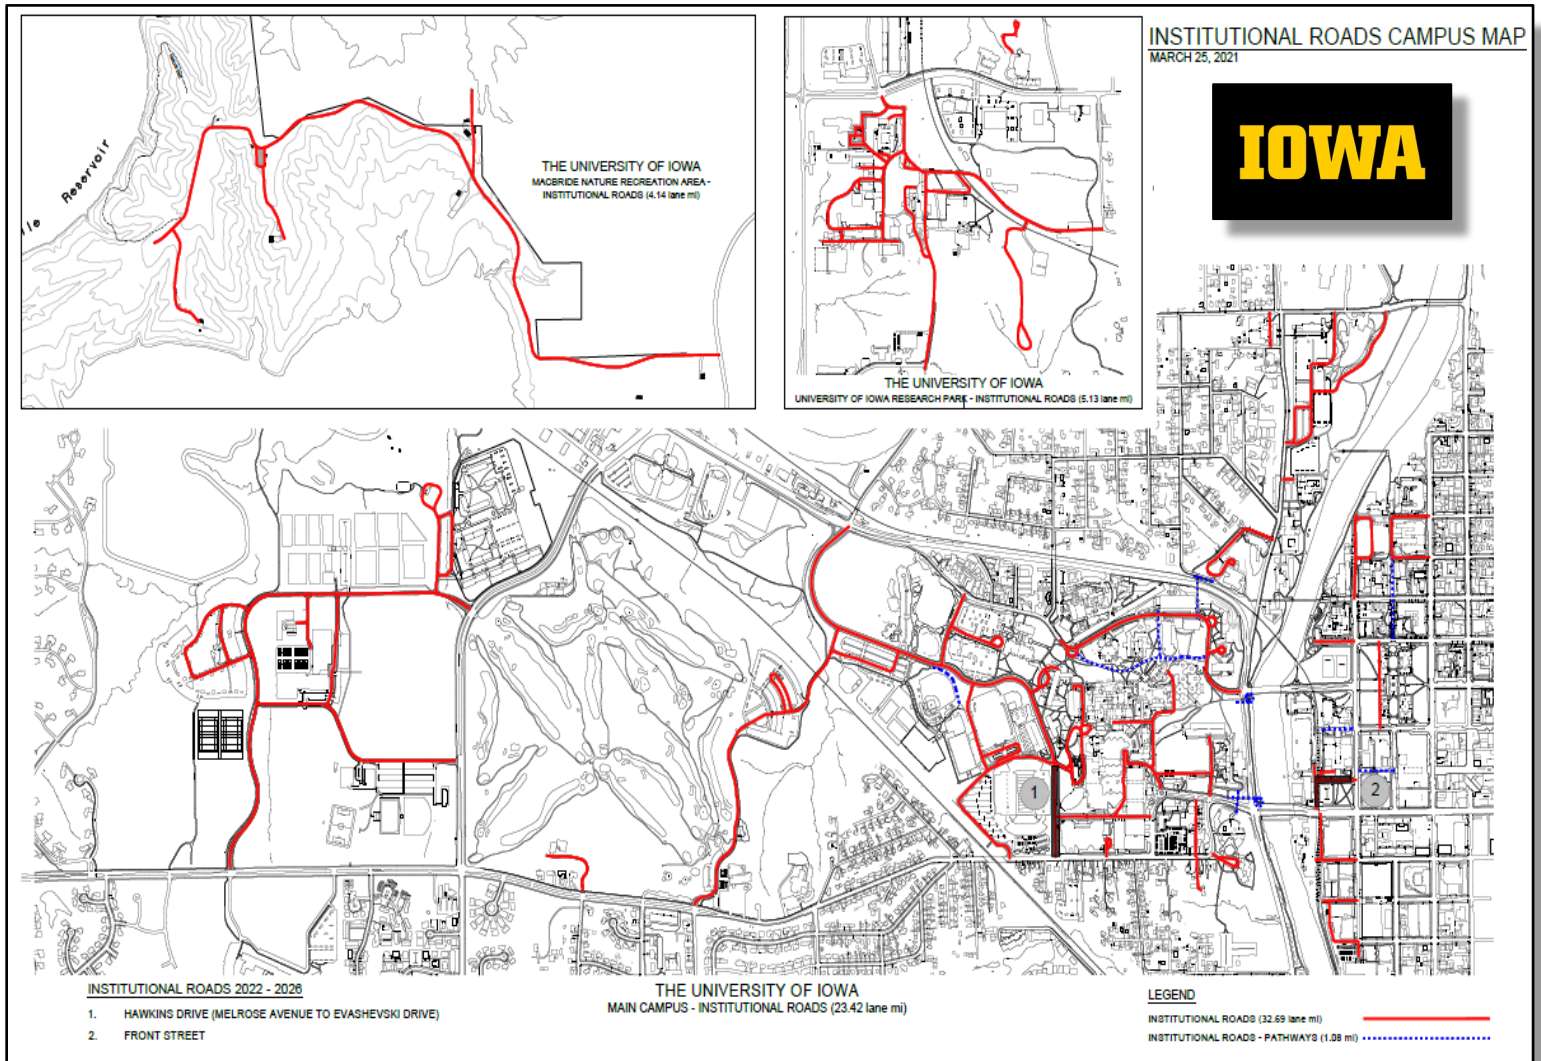 INSTITUTIONAL ROADS CAMPUS MAP
MARCH 25, 2021
IOWA
Reservoir
THE UNIVERSITY OF IOWA
MACBRIDE NATURE RECREATION AREA -
INSTITUTIONAL ROADS (4.14 lane mi)
THE UNIVERSITY OF IOWA
UNIVERSITY OF IOWA RESEARCH PARK - INSTITUTIONAL ROADS (5.13 lane mi)
1
2
INSTITUTIONAL ROADS 2022 - 2026
1. HAWKINS DRIVE (MELROSE AVENUE TO EVASHEVSKI DRIVE)
2. FRONT STREET
THE UNIVERSITY OF IOWA
MAIN CAMPUS - INSTITUTIONAL ROADS (23.42 lane mi)
LEGEND
INSTITUTIONAL ROADS (32.69 lane mi)
INSTITUTIONAL ROADS - PATHWAYS (1.08 mi)